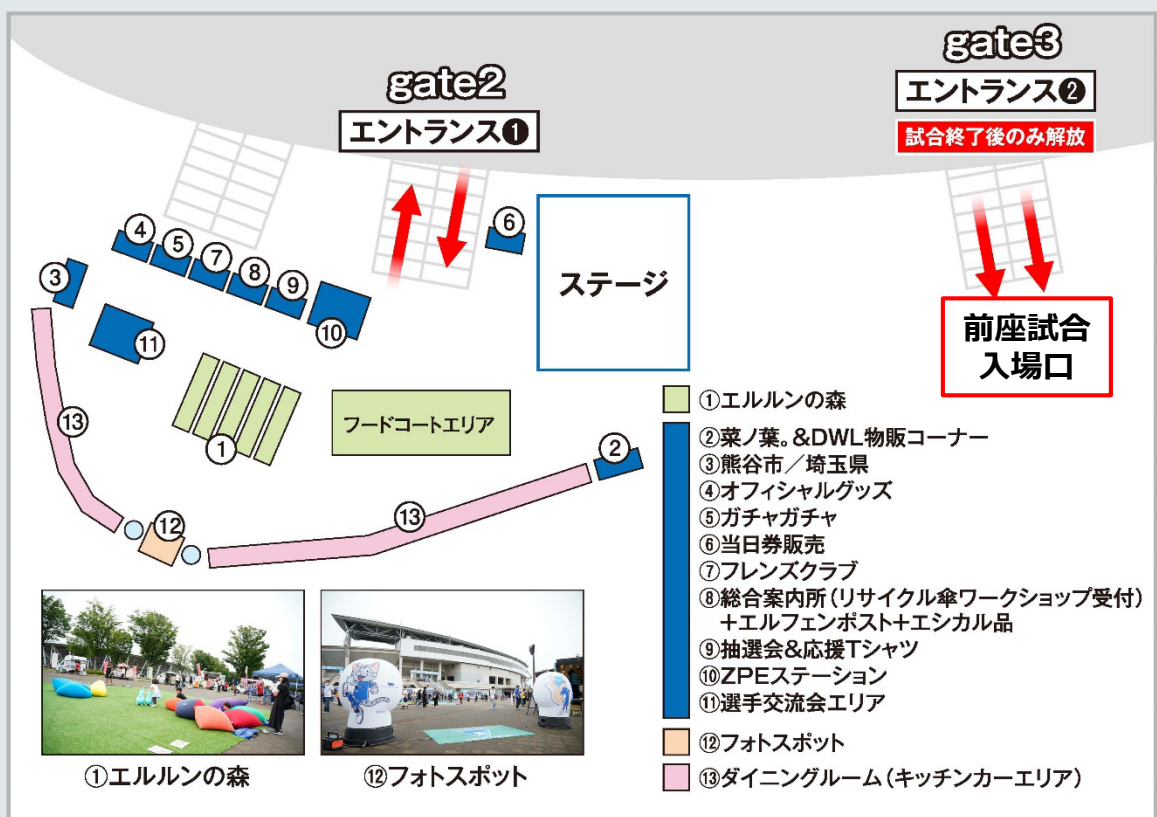 gate2
エントランス❶
gate3
エントランス❷
試合終了後のみ解放
④
⑤
⑦
⑧
⑨
⑩
⑥
③
⑪
ステージ
前座試合
入場口
①
フードコートエリア
②
⑬
⑬
⑫
①エルルンの森
②菜ノ葉。&DWL物販コーナー
③熊谷市／埼玉県
④オフィシャルグッズ
⑤ガチャガチャ
⑥当日券販売
⑦フレンズクラブ
⑧総合案内所（リサイクル傘ワークショップ受付）
+エルフェンポスト+エシカル品
⑨抽選会&応援Tシャツ
⑩ZPEステーション
⑪選手交流会エリア
⑫フォトスポット
⑬ダイニングルーム（キッチンカーエリア）
①エルルンの森
⑫フォトスポット